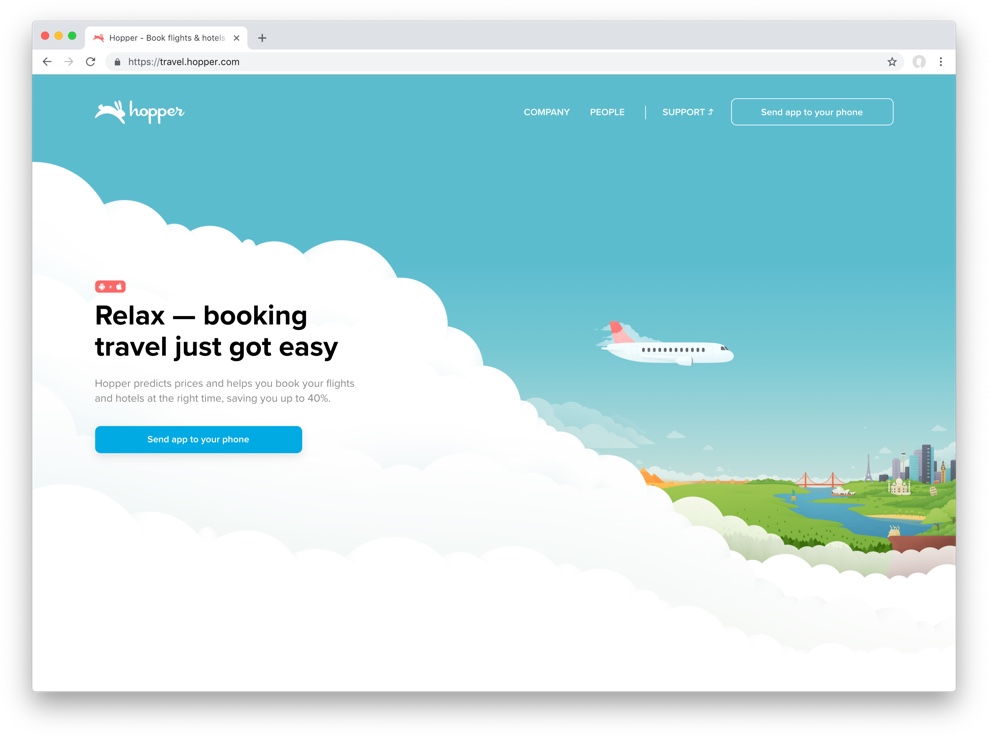 Hopper - Book flights & hotels
https://travel.hopper.com
hopper
COMPANY
PEOPLE
SUPPORT
Send app to your phone
Relax — booking
travel just got easy
Hopper predicts prices and helps you book your flights
and hotels at the right time, saving you up to 40%.
Send app to your phone